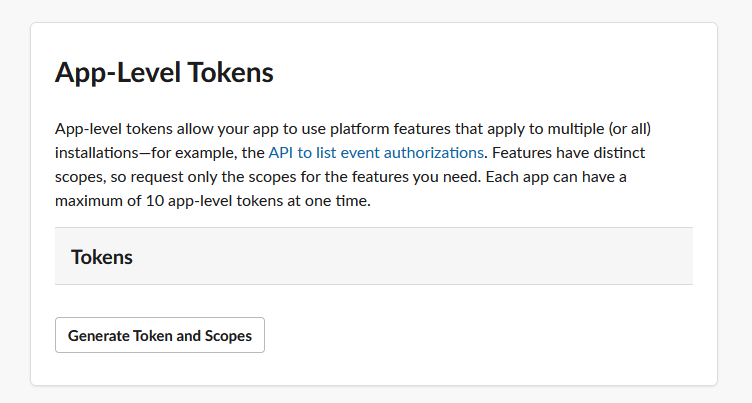 App-Level Tokens
App-level tokens allow your app to use platform features that apply to multiple (or all)
installations—for example, the API to list event authorizations. Features have distinct
scopes, so request only the scopes for the features you need. Each app can have a
maximum of 10 app-level tokens at one time.
Tokens
Generate Token and Scopes